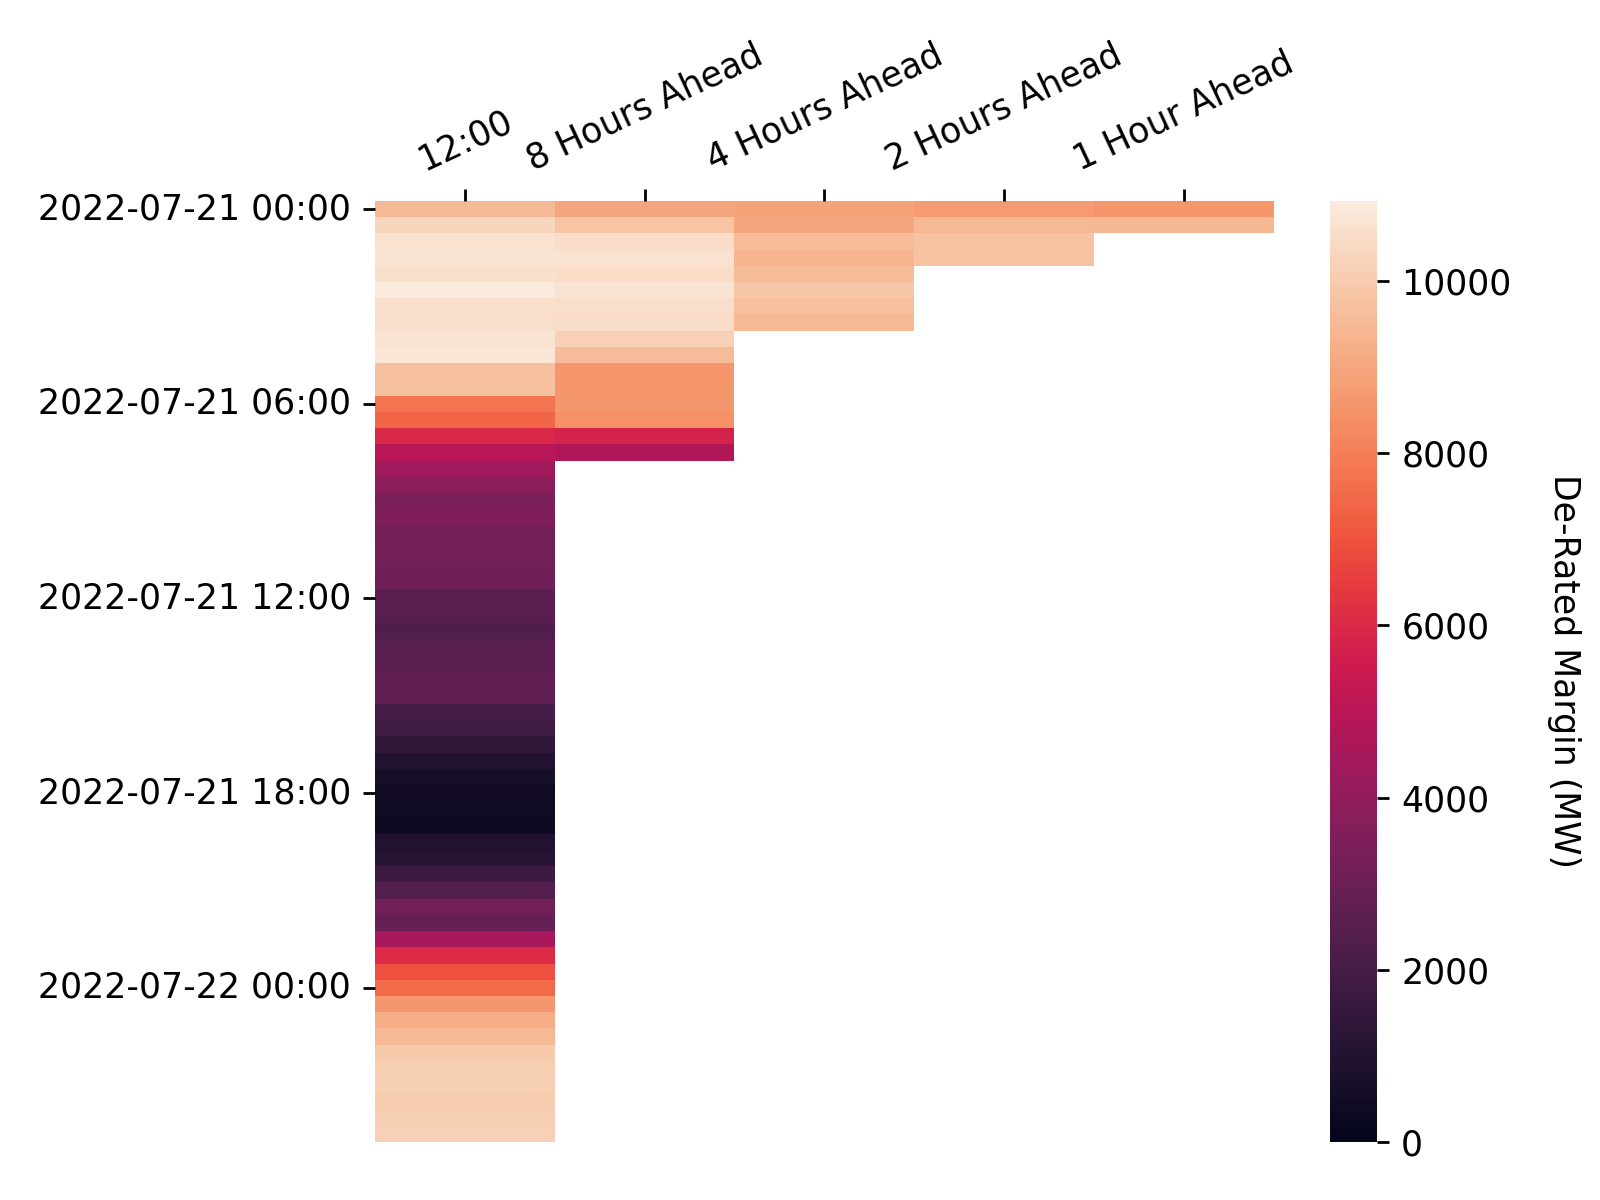 12:00
8 Hours Ahead
4 Hours Ahead
2 Hours Ahead
1 Hour Ahead
2022-07-21 00:00
2022-07-21 06:00
2022-07-21 12:00
2022-07-21 18:00
2022-07-22 00:00
10000
8000
6000
4000
2000
0
De-Rated Margin (MW)